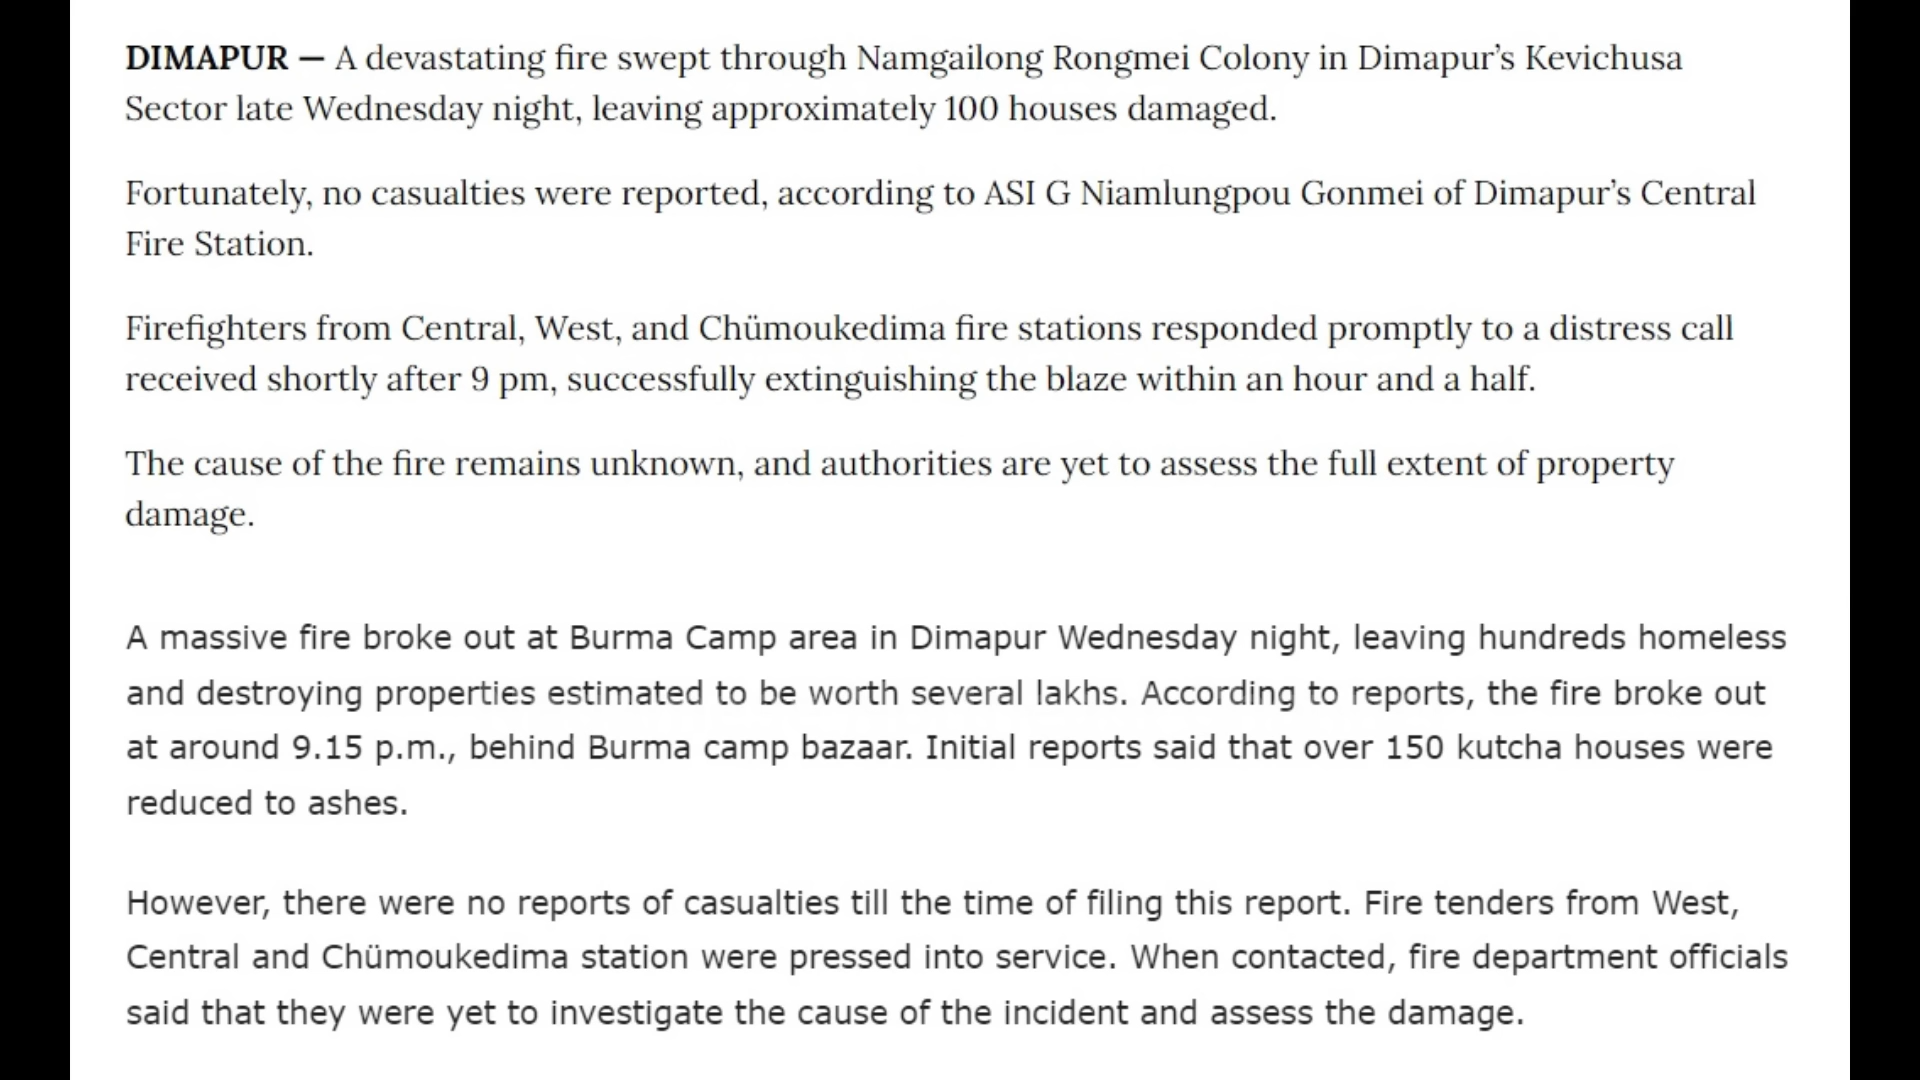 DIMAPUR — A devastating fire swept through Namgailong Rongmei Colony in Dimapur’s Kevichusa
Sector late Wednesday night, leaving approximately 100 houses damaged.
Fortunately, no casualties were reported, according to ASI G Niamlungpou Gonmei of Dimapur’s Central
Fire Station.
Firefighters from Central, West, and Chümoukedima fire stations responded promptly to a distress call
received shortly after 9 pm, successfully extinguishing the blaze within an hour and a half.
The cause of the fire remains unknown, and authorities are yet to assess the full extent of property
damage.
A massive fire broke out at Burma Camp area in Dimapur Wednesday night, leaving hundreds homeless
and destroying properties estimated to be worth several lakhs. According to reports, the fire broke out
at around 9.15 p.m., behind Burma camp bazaar. Initial reports said that over 150 kutcha houses were
reduced to ashes.
However, there were no reports of casualties till the time of filing this report. Fire tenders from West,
Central and Chümoukedima station were pressed into service. When contacted, fire department officials
said that they were yet to investigate the cause of the incident and assess the damage.